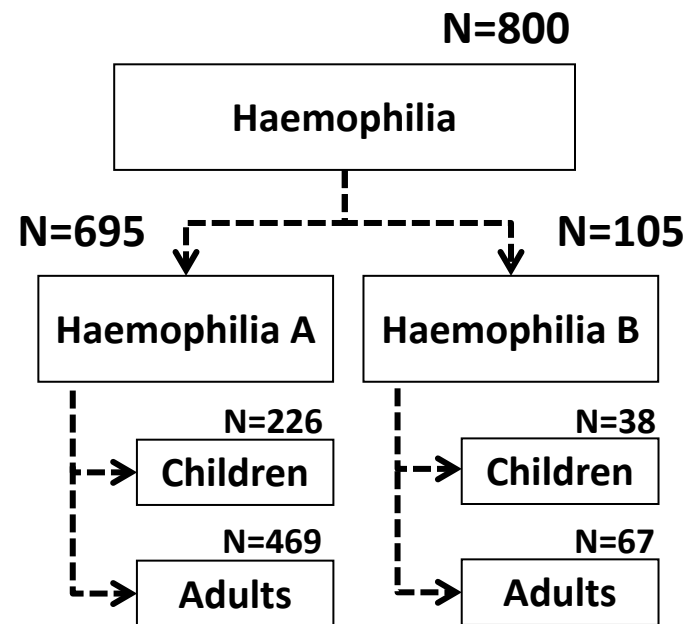 N=800
Haemophilia
N=695
N=105
Haemophilia A
Haemophilia B
N=226
Children
N=469
Adults
N=38
Children
N=67
Adults